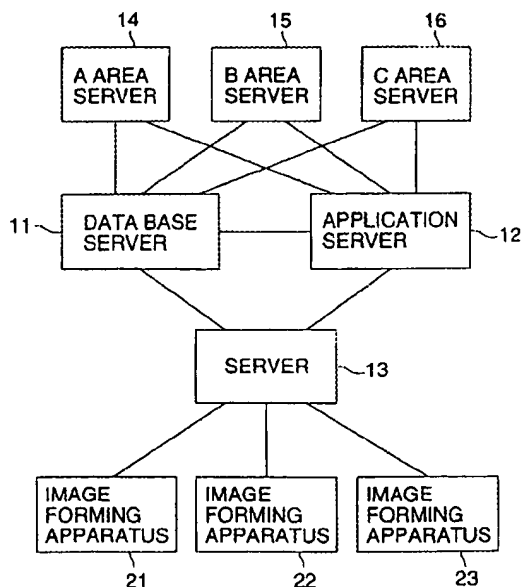 14
15
16
A AREA
SERVER
B AREA
SERVER
C AREA
SERVER
11
DATA BASE
SERVER
APPLICATION
SERVER
12
SERVER
13
IMAGE
FORMING
APPARATUS
IMAGE
FORMING
APPARATUS
IMAGE
FORMING
APPARATUS
21
22
23